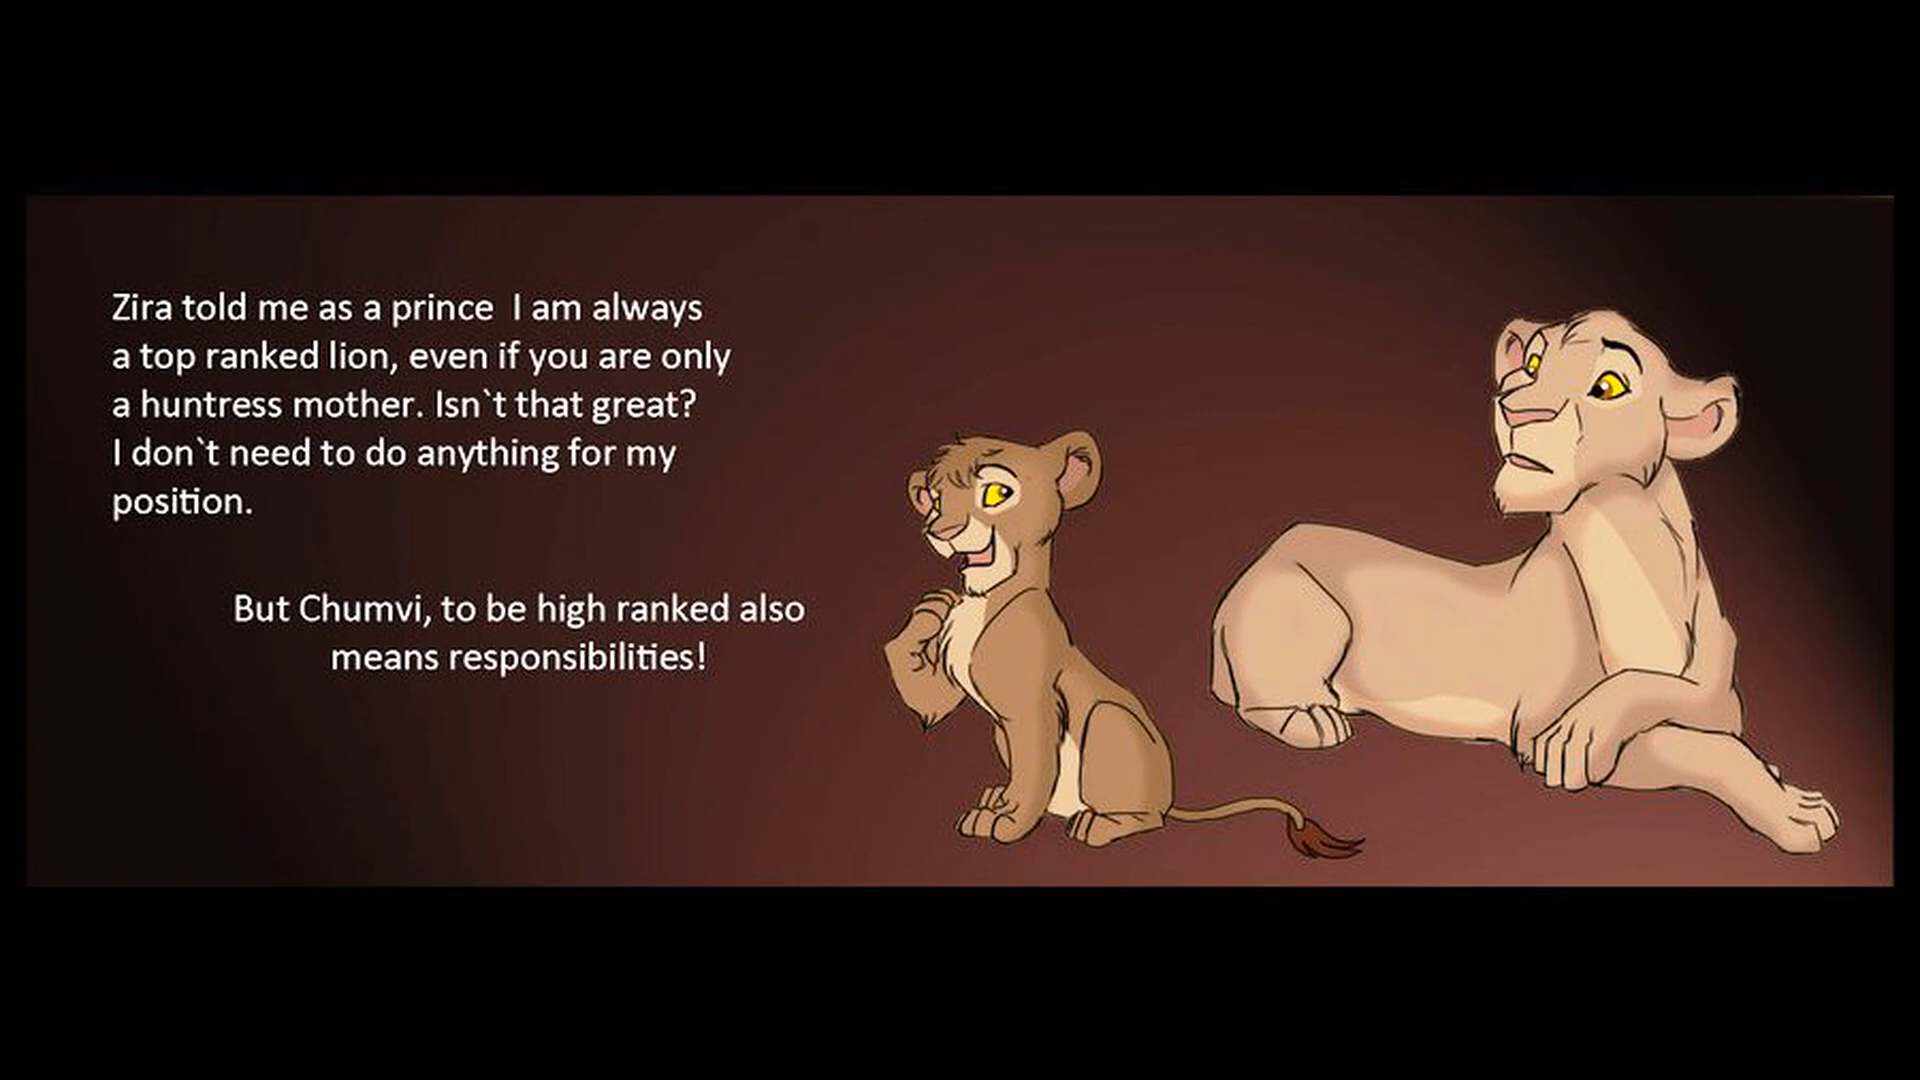 Zira told me as a prince  I am always
a top ranked lion, even if you are only
a huntress mother. Isn`t that great?
I don`t need to do anything for my
position.
But Chumvi, to be high ranked also
means responsibilities!